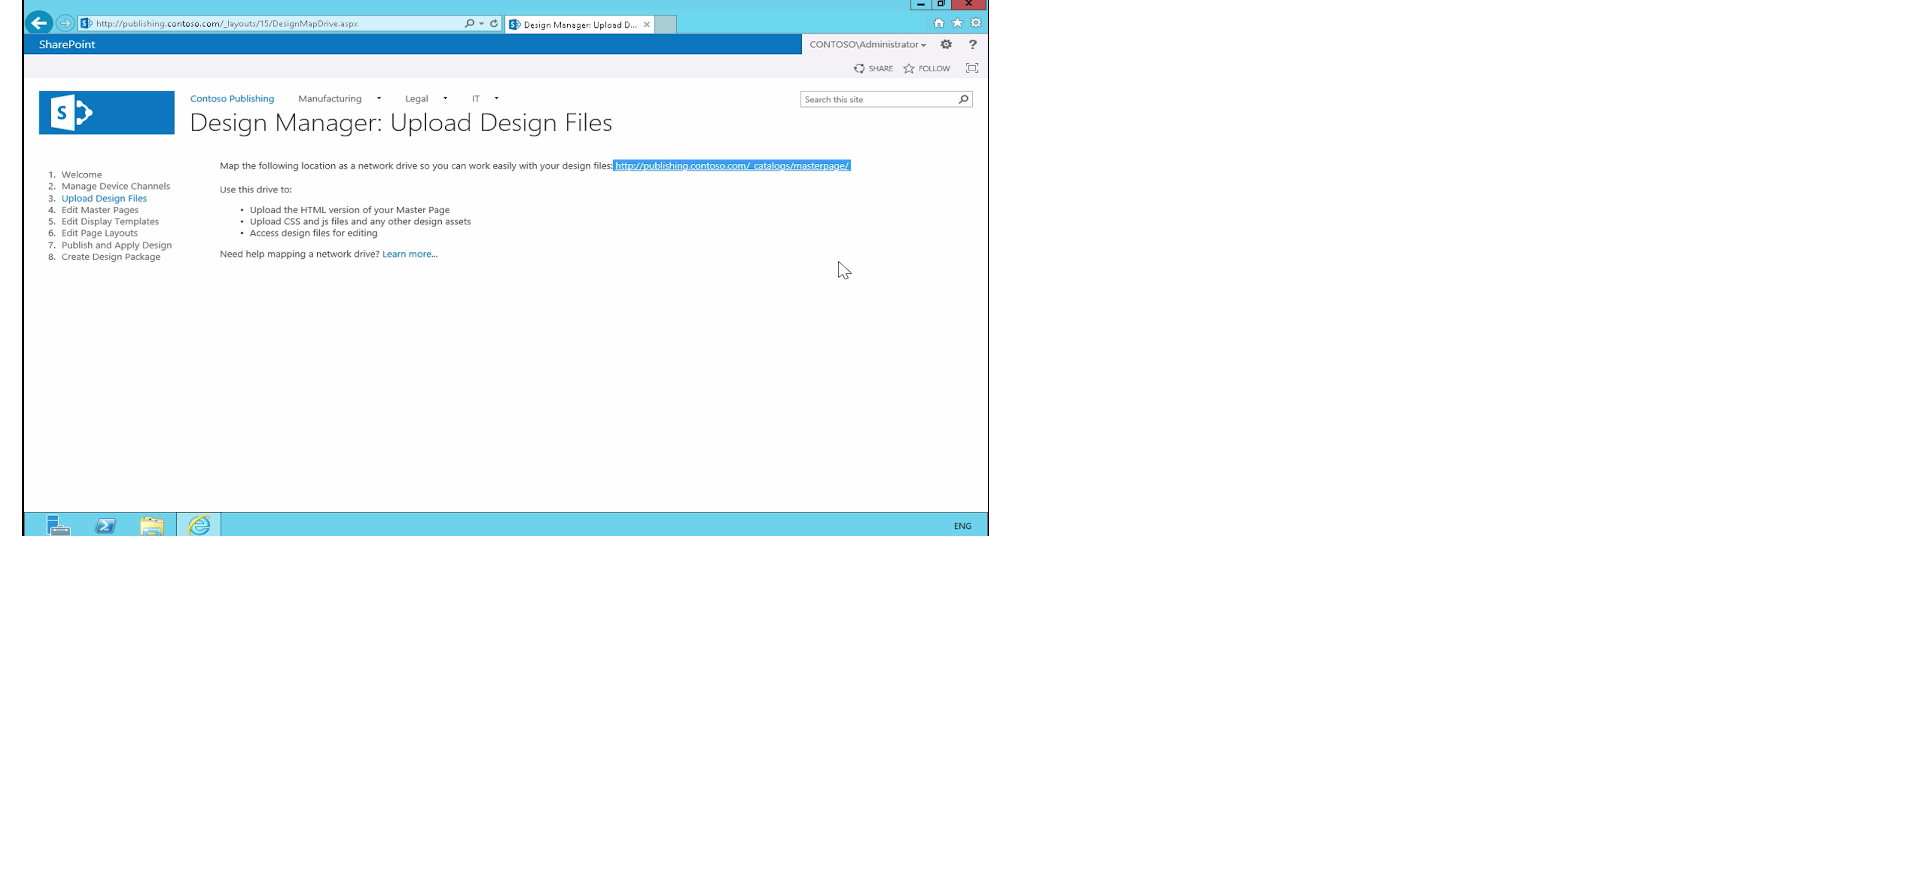 http://publishing.contoso.com/_layouts/15/DesignMapDrive.aspx
Design Manager: Upload D...
SharePoint
CONTOSO\Administrator
?
SHARE
FOLLOW
S
Contoso Publishing
Manufacturing
Legal
IT
Search this site
Design Manager: Upload Design Files
1. Welcome
2. Manage Device Channels
3. Upload Design Files
4. Edit Master Pages
5. Edit Display Templates
6. Edit Page Layouts
7. Publish and Apply Design
8. Create Design Package
Map the following location as a network drive so you can work easily with your design files: http://publishing.contoso.com/_catalogs/masterpage/
Use this drive to:
• Upload the HTML version of your Master Page
• Upload CSS and js files and any other design assets
• Access design files for editing
Need help mapping a network drive? Learn more...
ENG